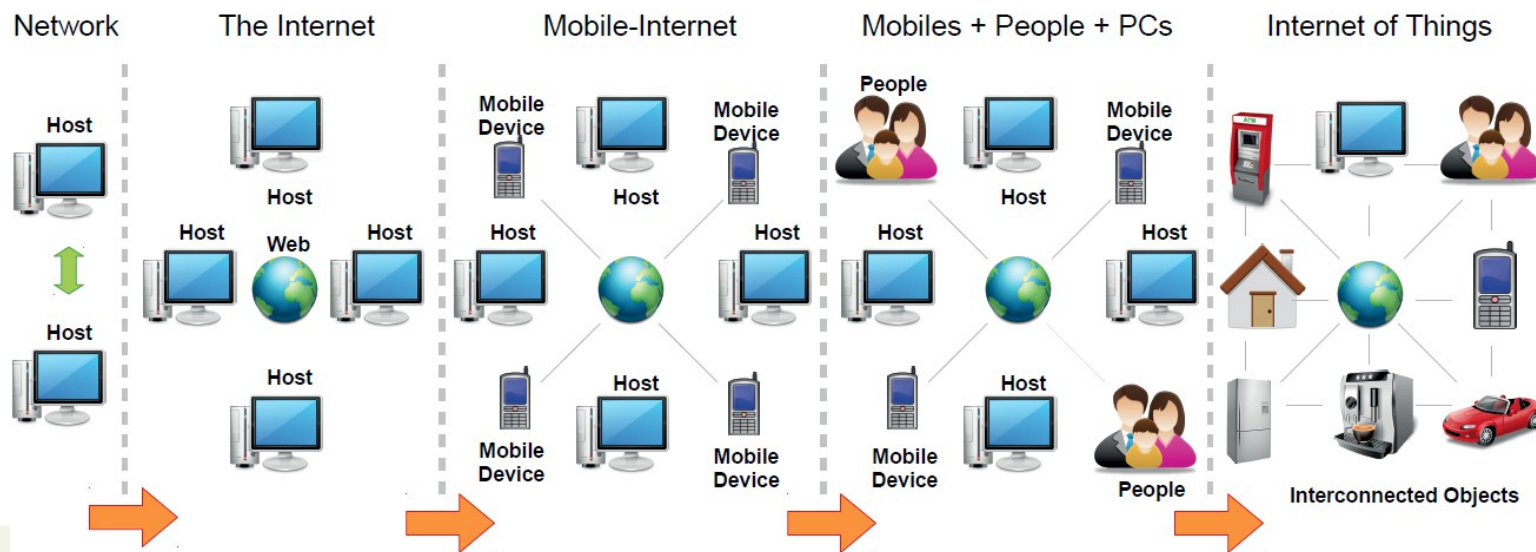 Network
The Internet
Mobile-Internet
Mobiles + People + PCs
Internet of Things
Host
Host
Host
Host
Web
Host
Host
Mobile
Device
Host
Mobile
Device
Host
Host
Mobile
Device
Host
Mobile
Device
People
Host
Mobile
Device
Host
Host
Mobile
Device
Host
People
ATM
Interconnected Objects